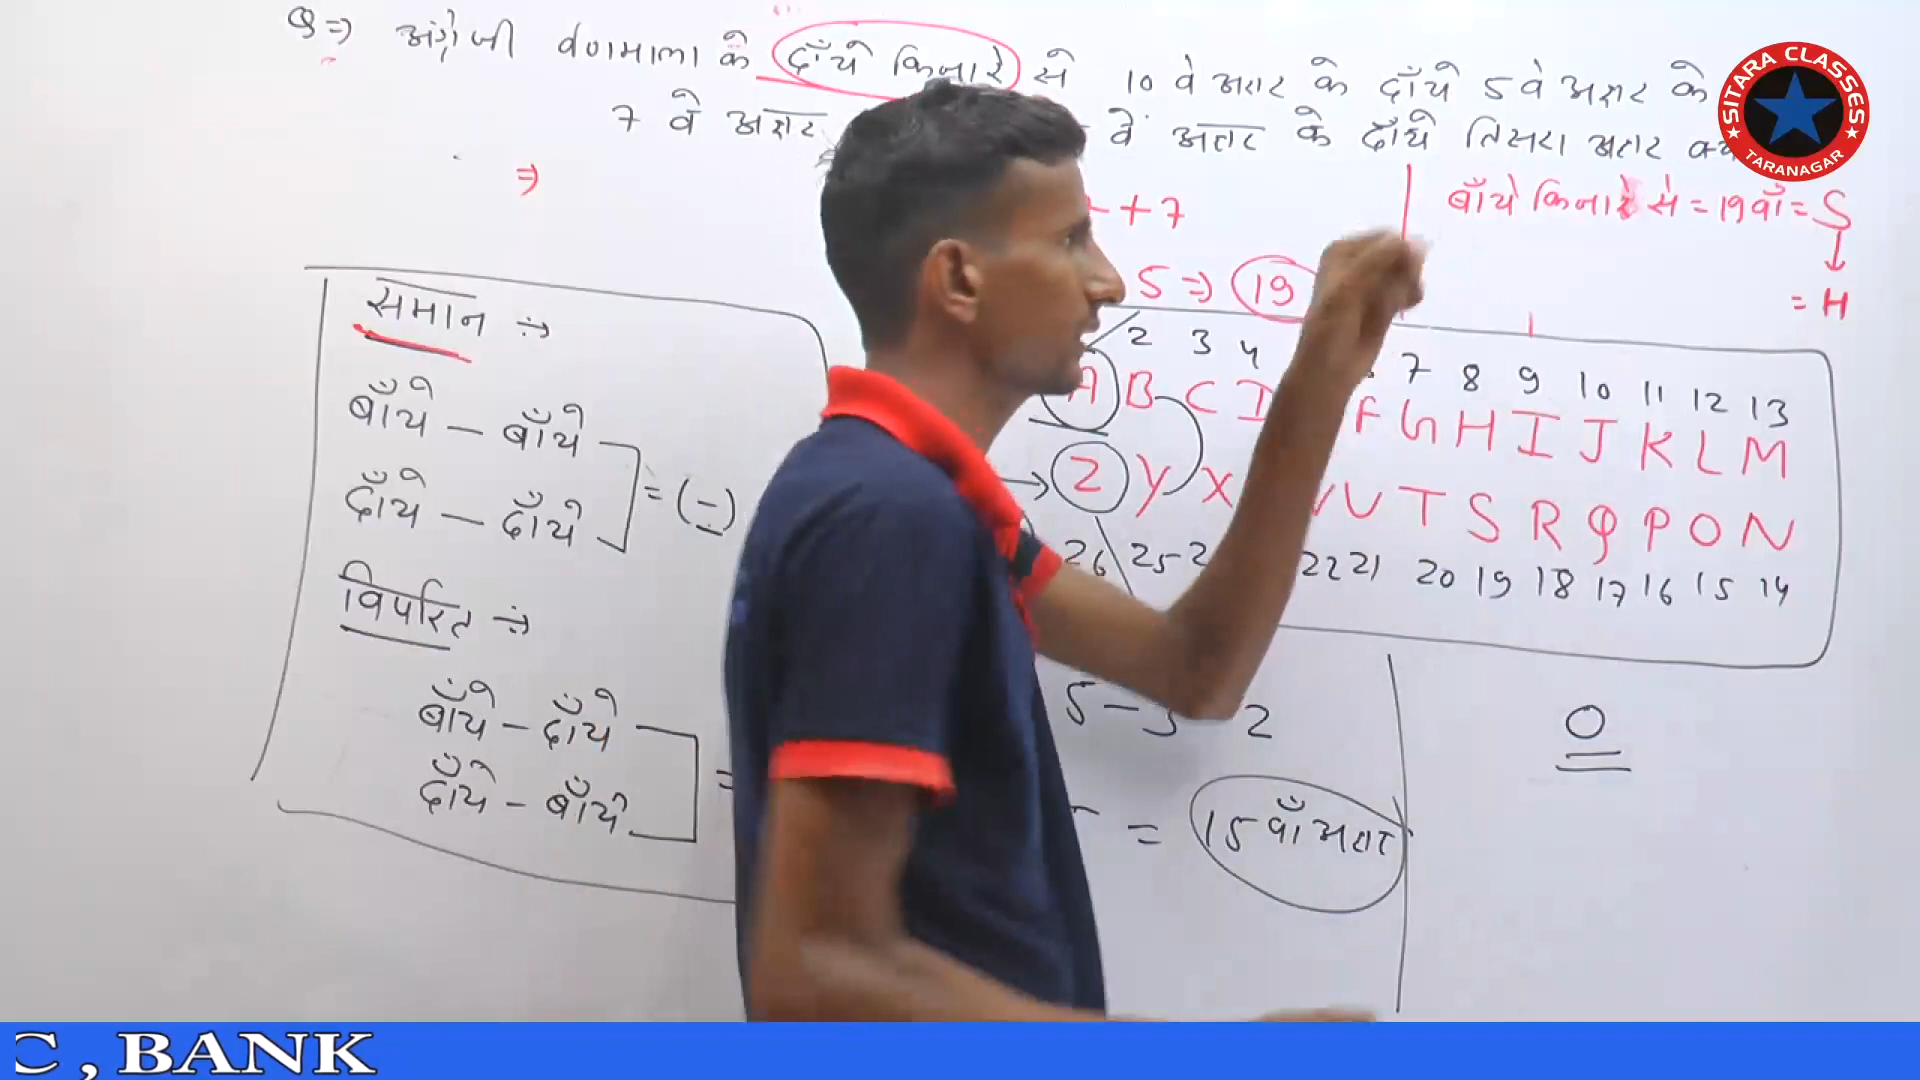 Q⇒ अंग्रेजी वर्णमाला के दाँये किनारे से 10 वे अक्षर के दाँये 5 वे अक्षर के
7 वे अक्षर वें अक्षर के दाँये तिसरा अक्षर
⇒
+ 7
बाँये किनारे से = 19वाँ = S
↓
= H
S ⇒ 19
समान ÷→
बाँये – बाँये
दाँये – दाँये
= (-)
विपरित ÷→
बाँये – दाँये
दाँये – बाँये
=
2 3 4 7 8 9 10 11 12 13
A B C F G H I J K L M
→ Z Y X V U T S R Q P O N
26 25 2 22 21 20 19 18 17 16 15 14
5 – 2
= 15 वाँ अक्षर
O
SITARA CLASSES
TARANAGAR
C , BANK